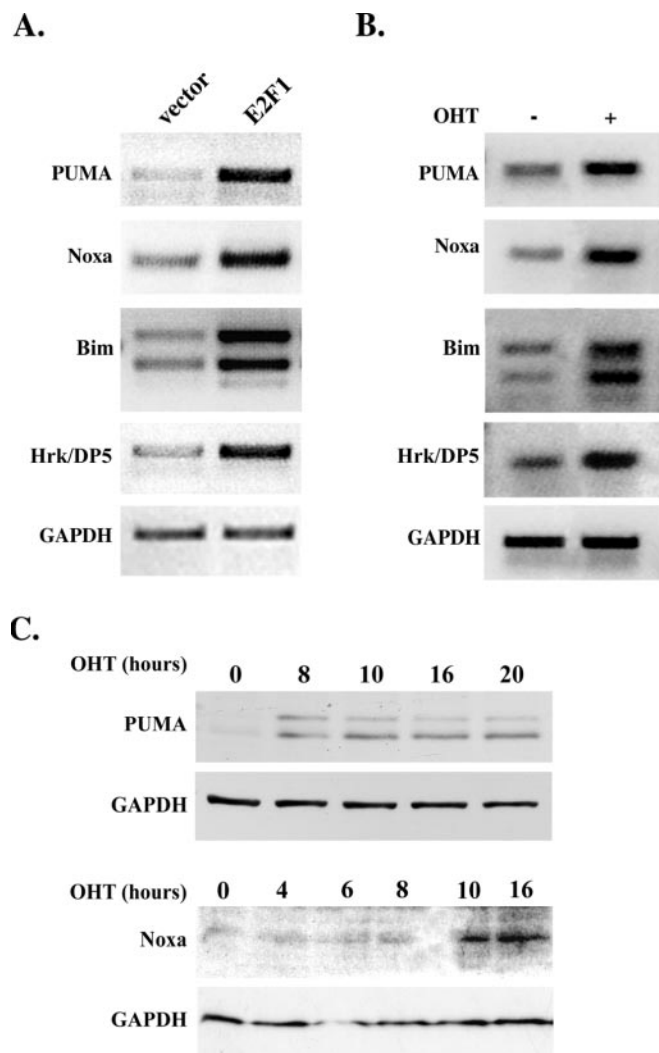 A.
vector E2F1
PUMA
Noxa
Bim
Hrk/DP5
GAPDH
B.
OHT - +
PUMA
Noxa
Bim
Hrk/DP5
GAPDH
C.
OHT (hours) 0 8 10 16 20
PUMA
GAPDH
OHT (hours) 0 4 6 8 10 16
Noxa
GAPDH